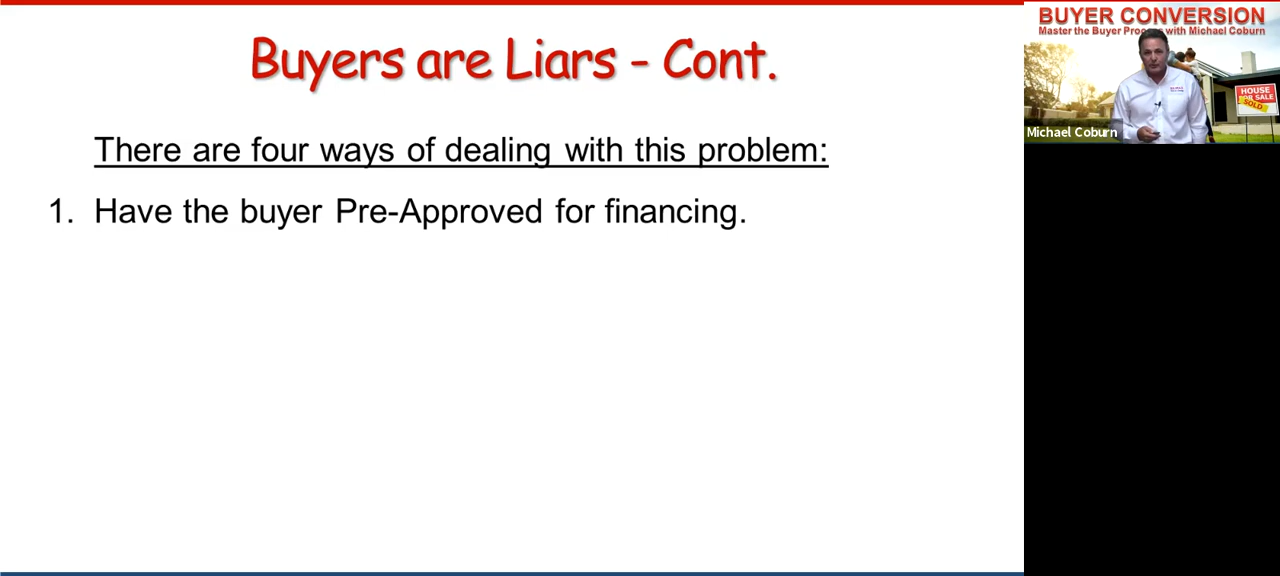 Buyers are Liars - Cont.
There are four ways of dealing with this problem:
1. Have the buyer Pre-Approved for financing.
BUYER CONVERSION
Master the Buyer Process with Michael Coburn
HOUSE
FOR SALE
SOLD
Michael Coburn